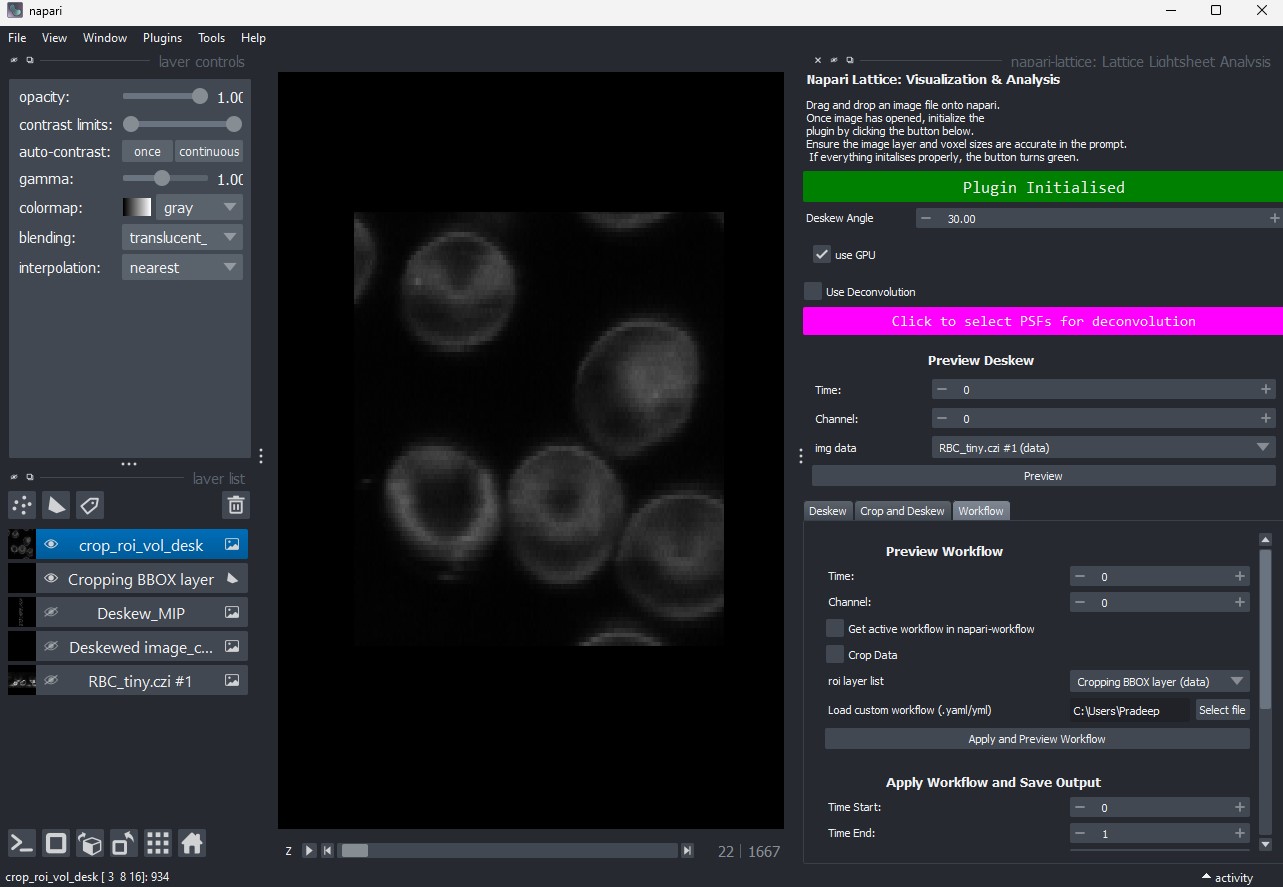 napari
File View Window Plugins Tools Help
layer controls
opacity: 1.00
contrast limits:
auto-contrast: once continuous
gamma: 1.00
colormap: gray
blending: translucent_
interpolation: nearest
layer list
crop_roi_vol_desk
Cropping BBOX layer
Deskew_MIP
Deskewed image_c...
RBC_tiny.czi #1
Z 22 | 1667
napari-lattice: Lattice Lightsheet Analysis
Napari Lattice: Visualization & Analysis
Drag and drop an image file onto napari.
Once image has opened, initialize the
plugin by clicking the button below.
Ensure the image layer and voxel sizes are accurate in the prompt.
If everything initalises properly, the button turns green.
Plugin Initialised
Deskew Angle 30.00
use GPU
Use Deconvolution
Click to select PSFs for deconvolution
Preview Deskew
Time: 0
Channel: 0
img data RBC_tiny.czi #1 (data)
Preview
Deskew Crop and Deskew Workflow
Preview Workflow
Time: 0
Channel: 0
Get active workflow in napari-workflow
Crop Data
roi layer list Cropping BBOX layer (data)
Load custom workflow (.yaml/yml) C:\Users\Pradeep Select file
Apply and Preview Workflow
Apply Workflow and Save Output
Time Start: 0
Time End: 1
crop_roi_vol_desk [ 3 8 16]: 934
activity